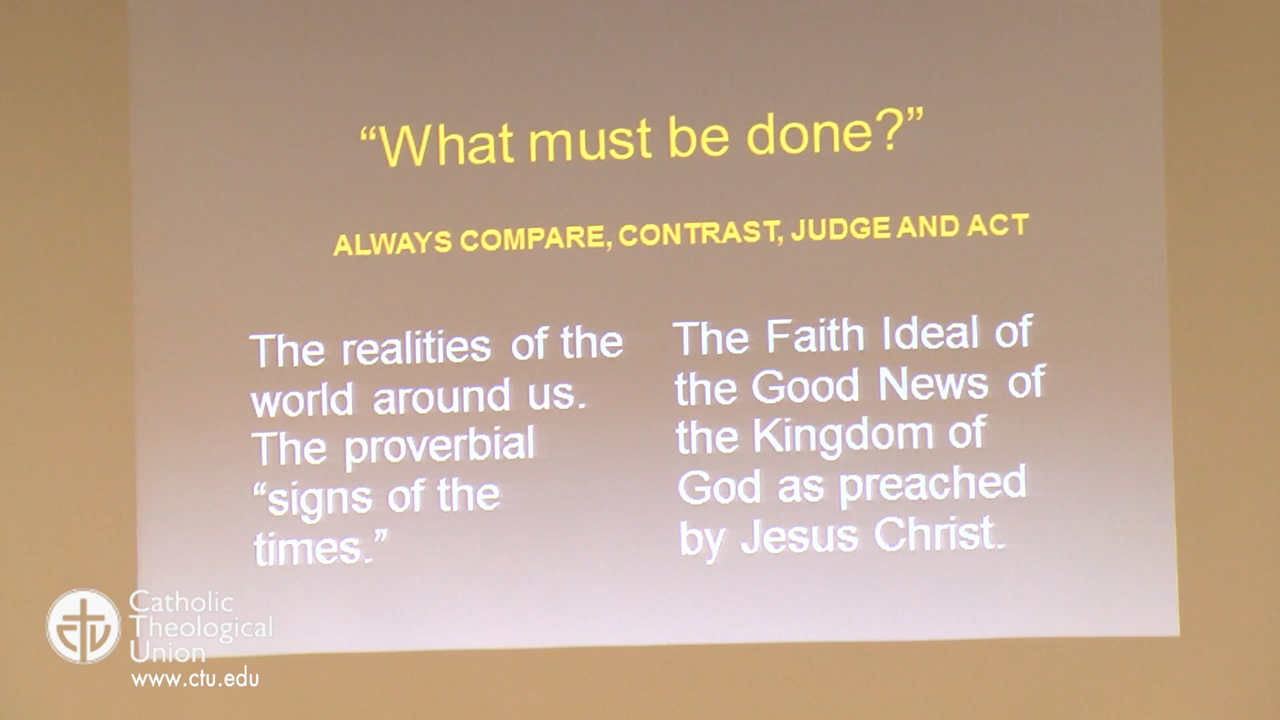 “What must be done?”
ALWAYS COMPARE, CONTRAST, JUDGE AND ACT
The realities of the
world around us.
The proverbial
“signs of the
times.”
The Faith Ideal of
the Good News of
the Kingdom of
God as preached
by Jesus Christ.
Catholic
Theological
Union
www.ctu.edu